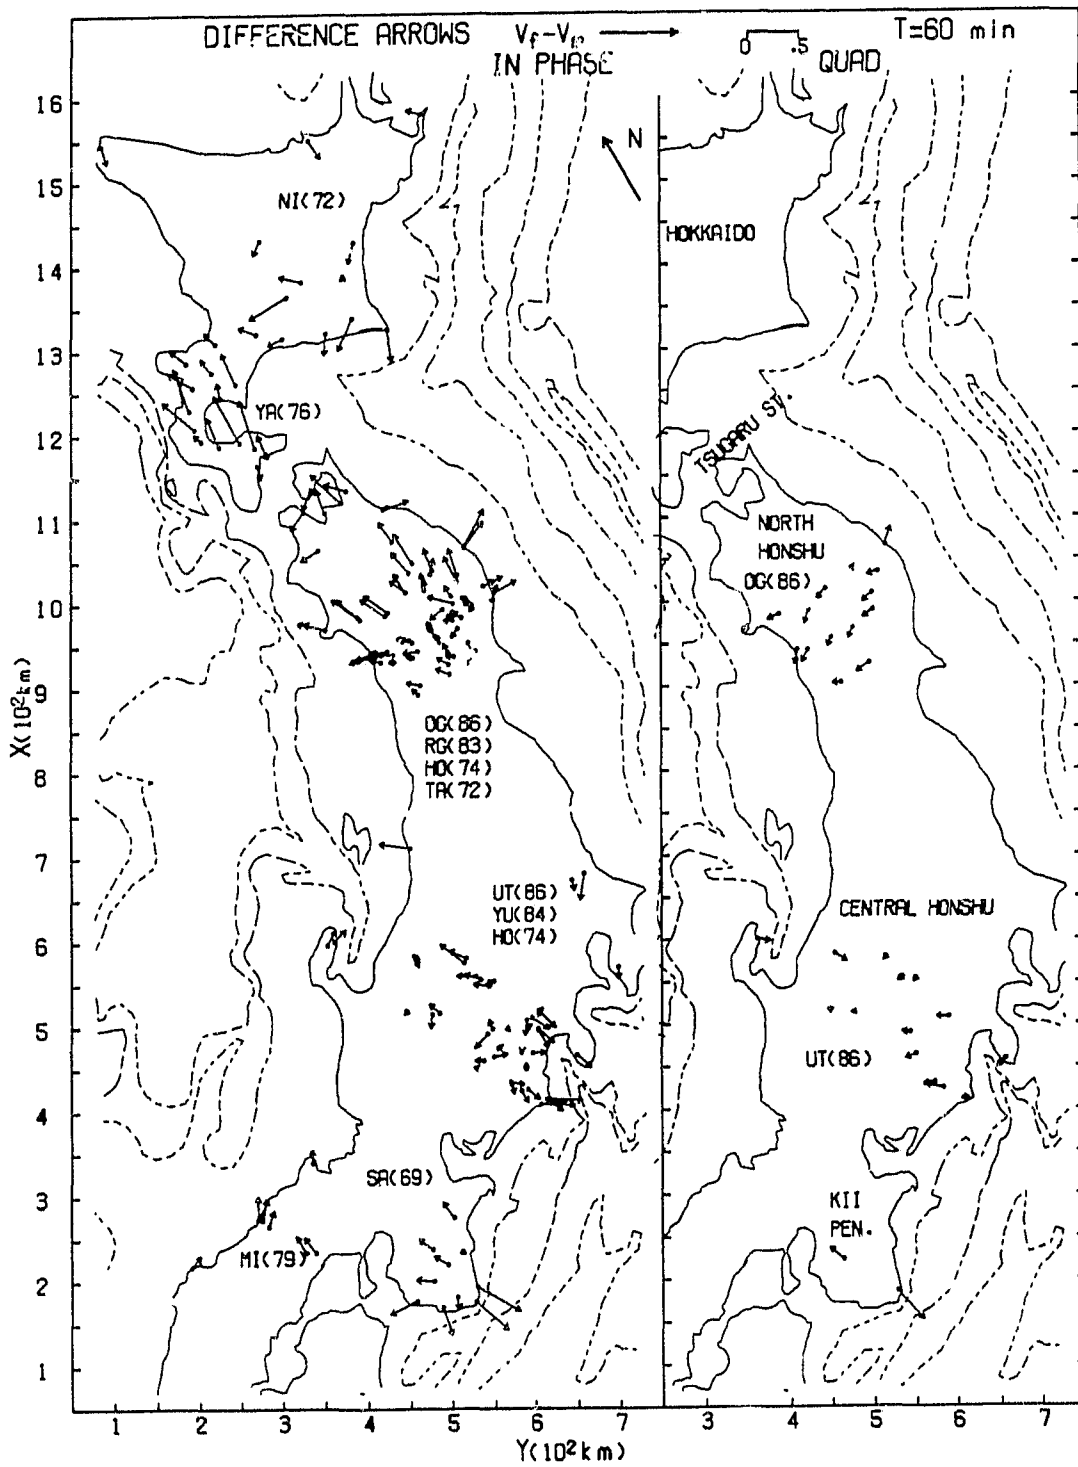 DIFFERENCE ARROWS
T=60 min
0 .5
IN PHASE
QUAD
N
NI(72)
HOKKAIDO
YA(76)
TSUGARU ST.
NORTH
HONSHU
OG(86)
OG(86)
RG(83)
HO(74)
TA(72)
UT(86)
YU(84)
HO(74)
CENTRAL HONSHU
UT(86)
SA(69)
KII
PEN.
MI(79)
X(10²km)
16
15
14
13
12
11
10
9
8
7
6
5
4
3
2
1
1 2 3 4 5 6 7
3 4 5 6 7
Y(10²km)